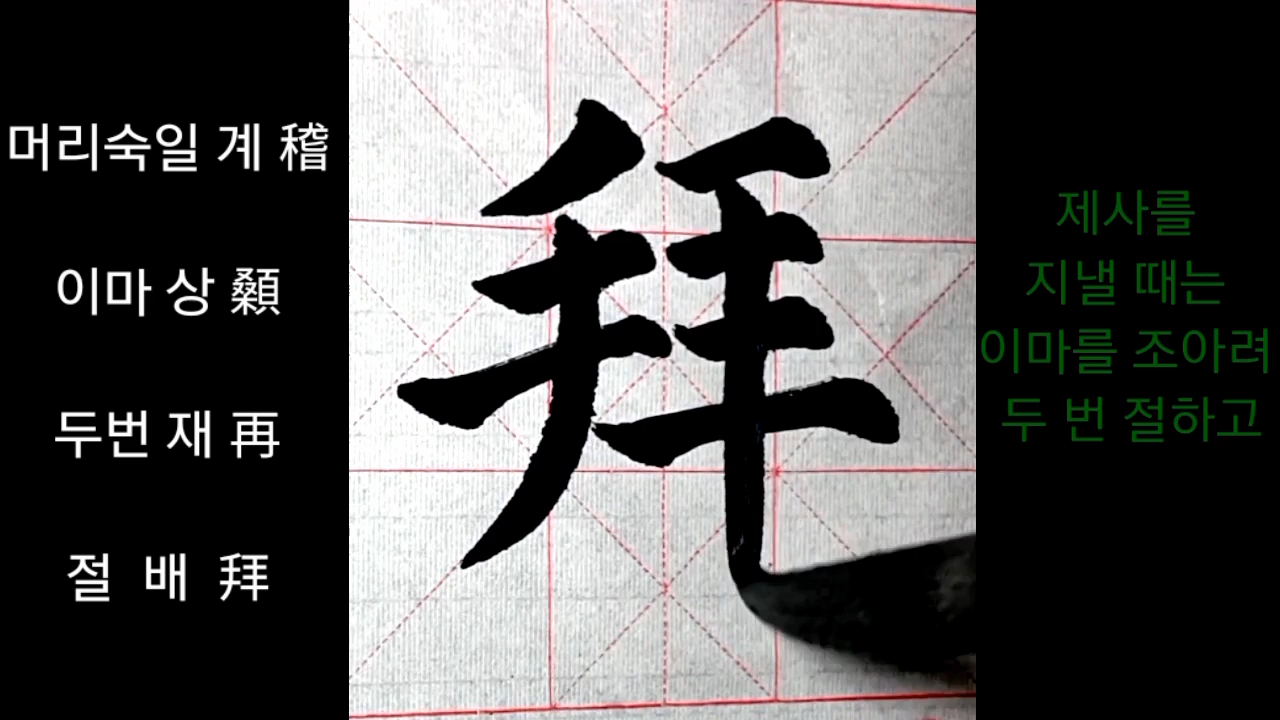 머리숙일 계 稽
이마 상 顙
두번 재 再
절 배 拜
拜
제사를
지낼 때는
이마를 조아려
두 번 절하고